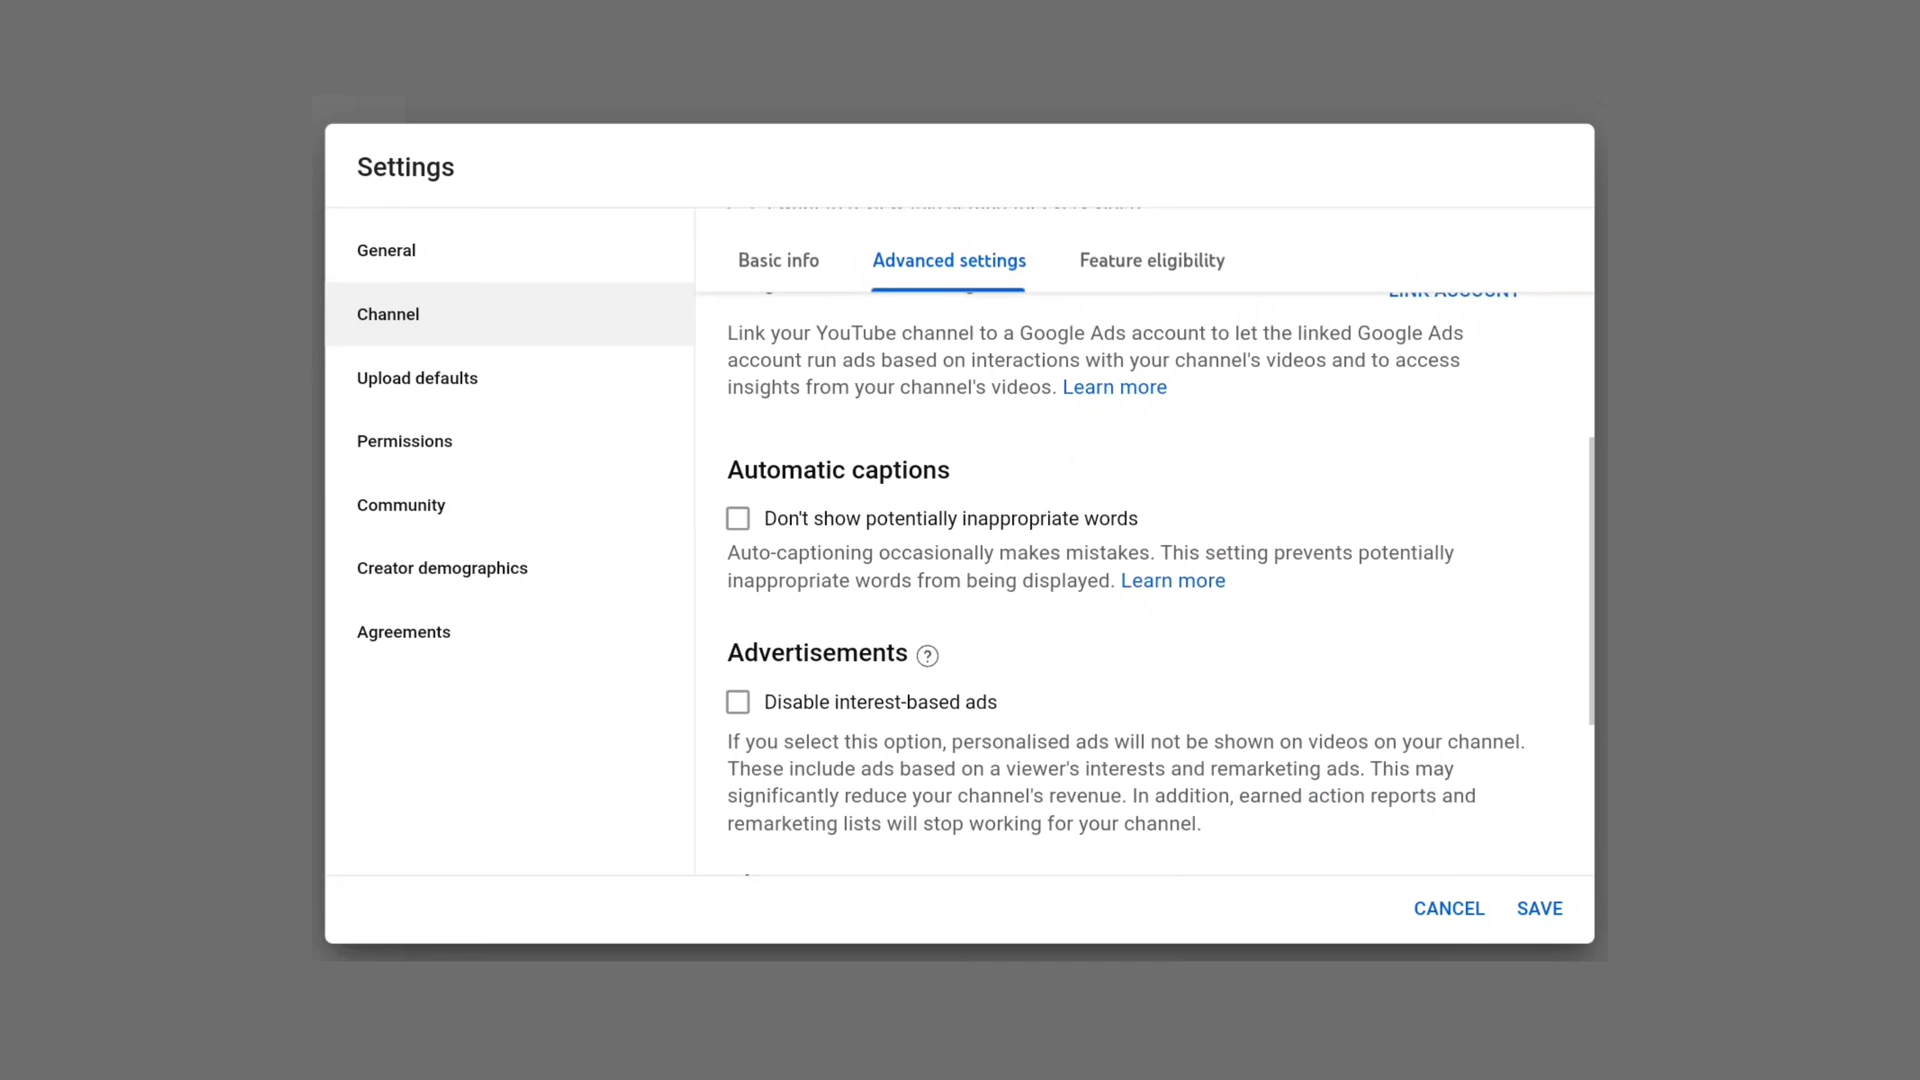 Settings
General
Channel
Upload defaults
Permissions
Community
Creator demographics
Agreements
Basic info
Advanced settings
Feature eligibility
LINK ACCOUNT
Link your YouTube channel to a Google Ads account to let the linked Google Ads
account run ads based on interactions with your channel's videos and to access
insights from your channel's videos. Learn more
Automatic captions
Don't show potentially inappropriate words
Auto-captioning occasionally makes mistakes. This setting prevents potentially
inappropriate words from being displayed. Learn more
Advertisements ?
Disable interest-based ads
If you select this option, personalised ads will not be shown on videos on your channel.
These include ads based on a viewer's interests and remarketing ads. This may
significantly reduce your channel's revenue. In addition, earned action reports and
remarketing lists will stop working for your channel.
CANCEL
SAVE